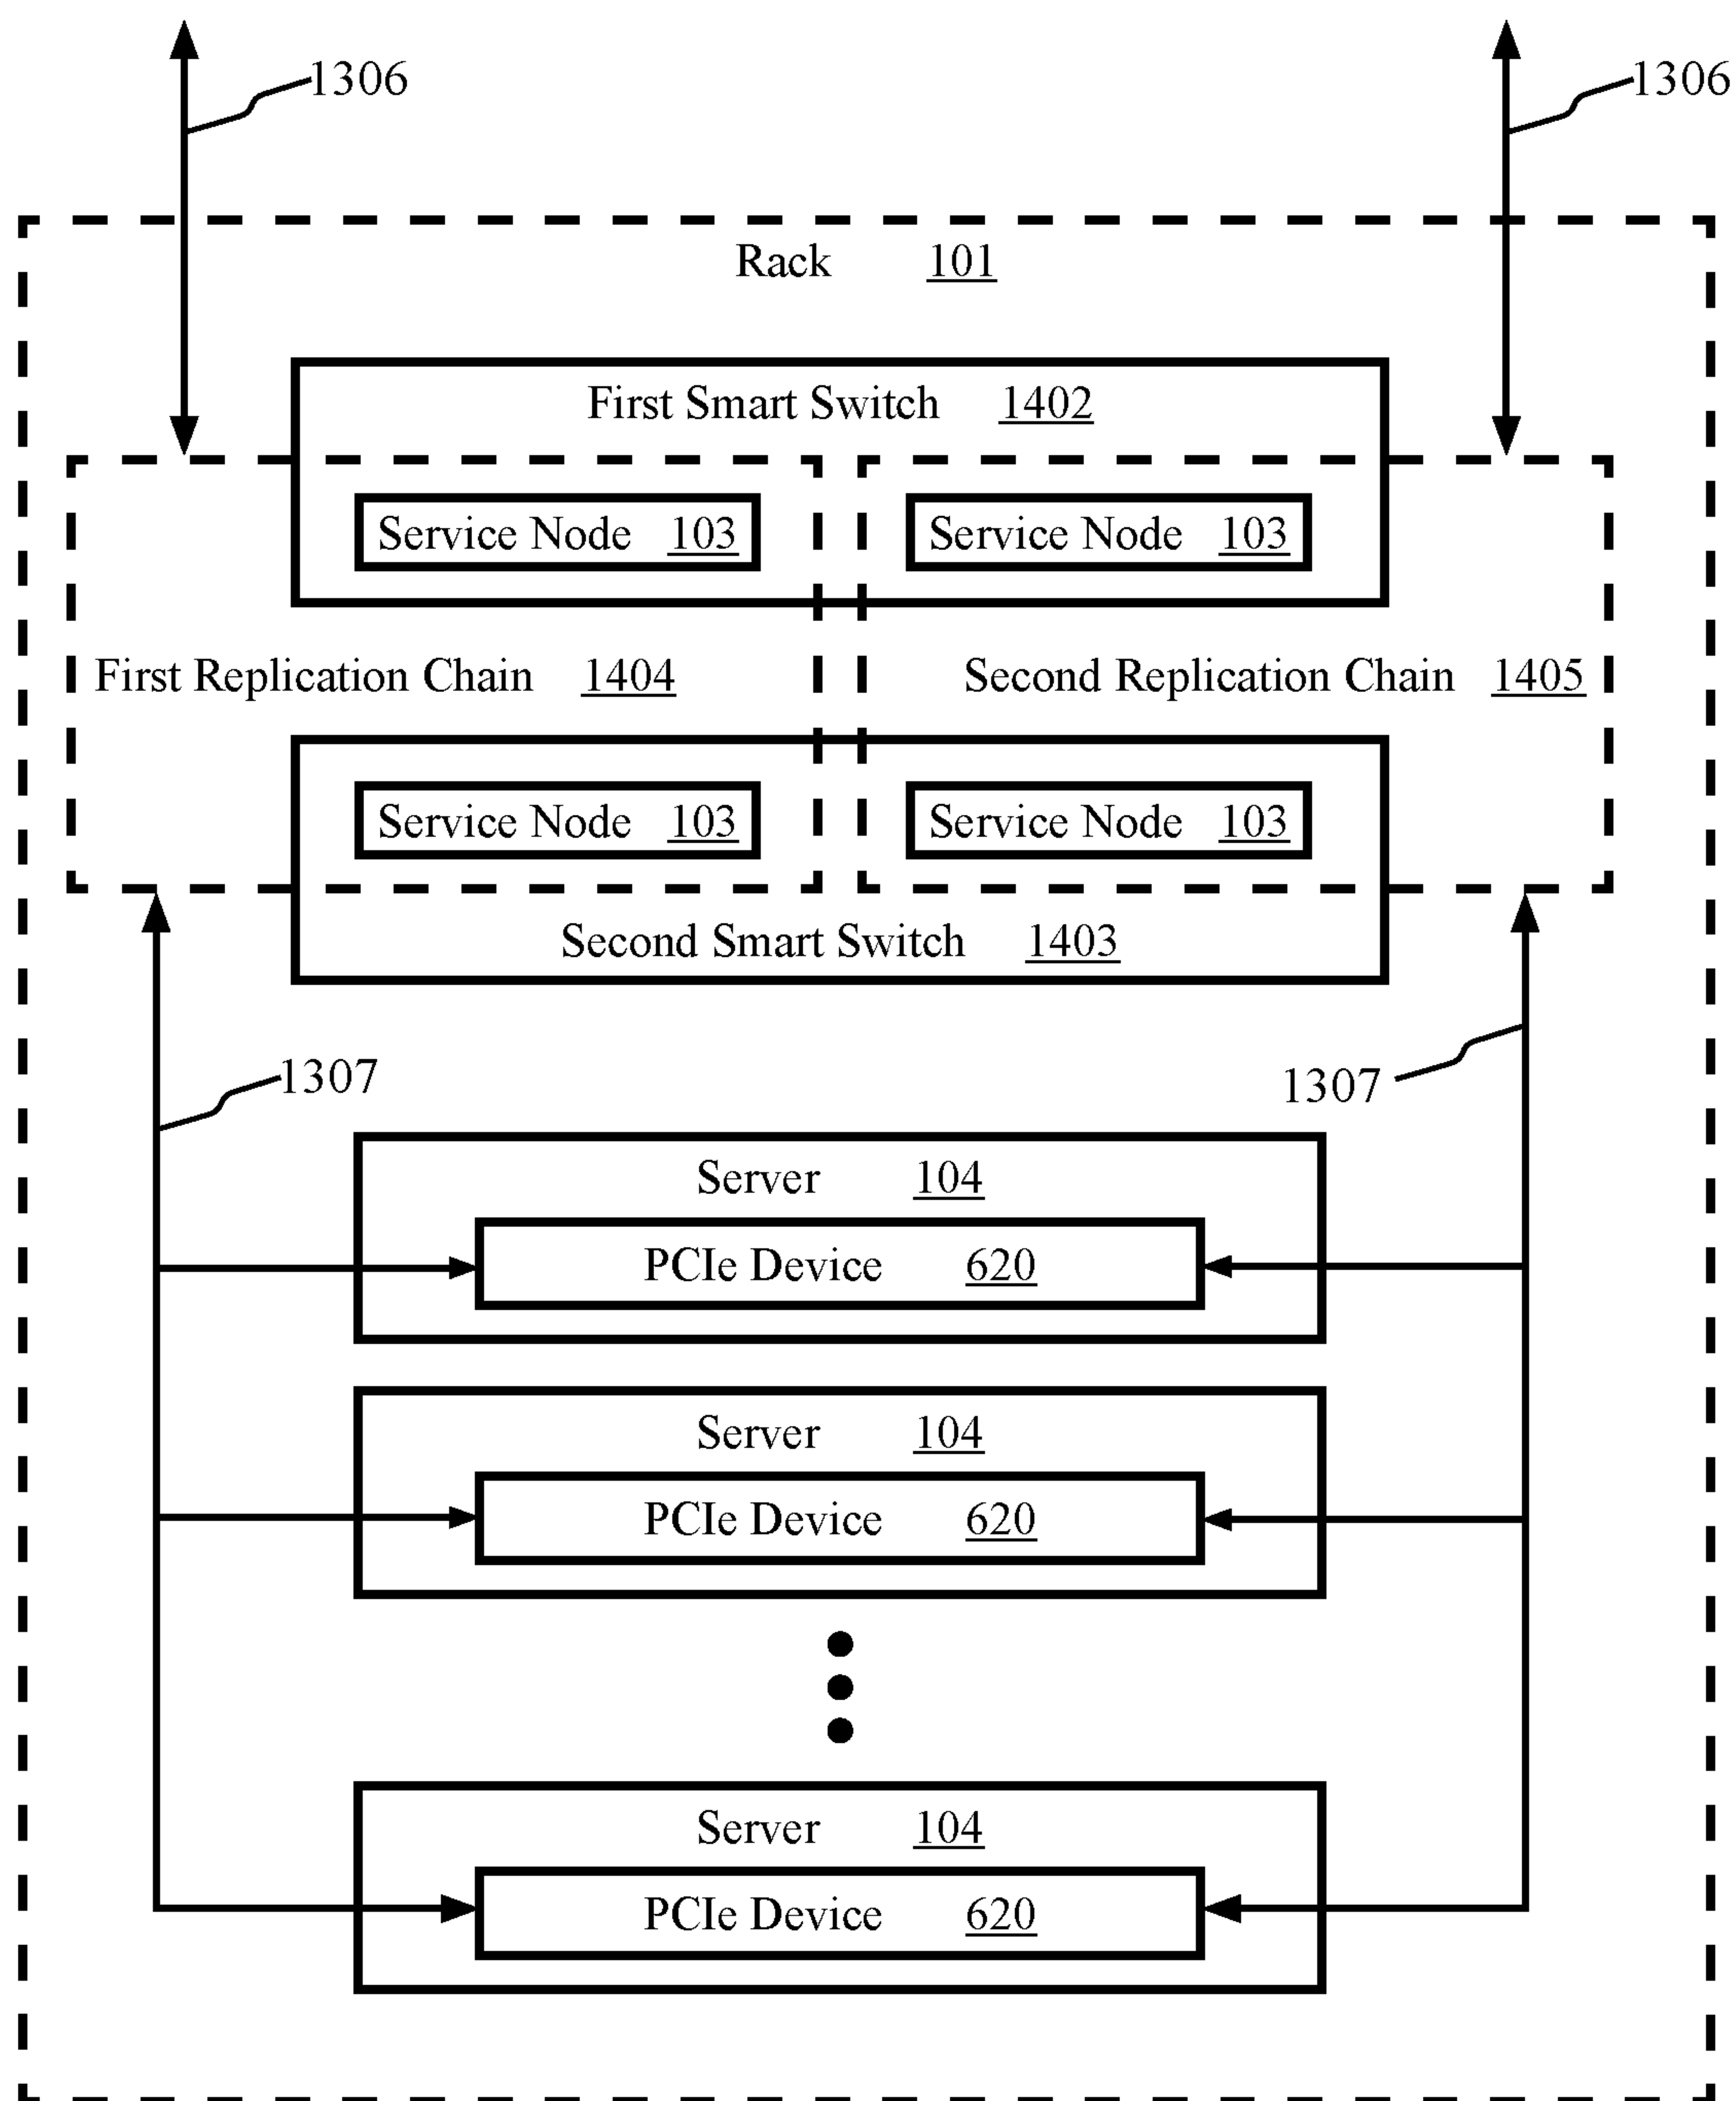 1306 1306
Rack 101
First Smart Switch 1402
Service Node 103 Service Node 103
First Replication Chain 1404 Second Replication Chain 1405
Service Node 103 Service Node 103
Second Smart Switch 1403
1307 1307
Server 104
PCIe Device 620
Server 104
PCIe Device 620
Server 104
PCIe Device 620